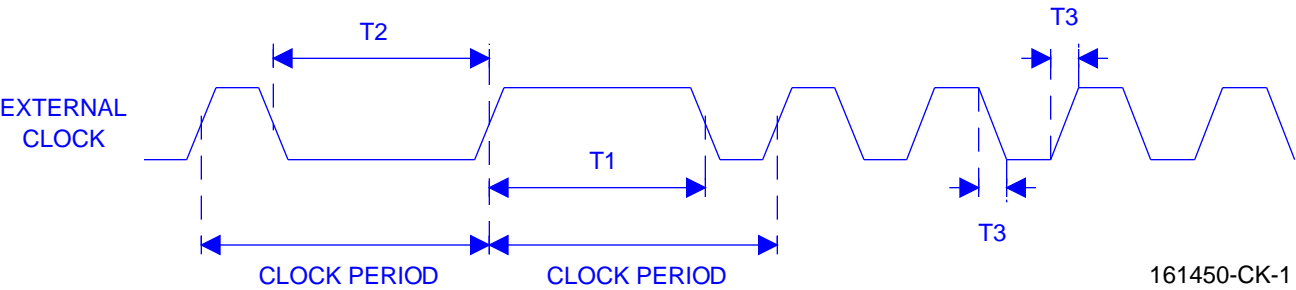 T2
T3
EXTERNAL
CLOCK
T1
T3
CLOCK PERIOD
CLOCK PERIOD
161450-CK-1